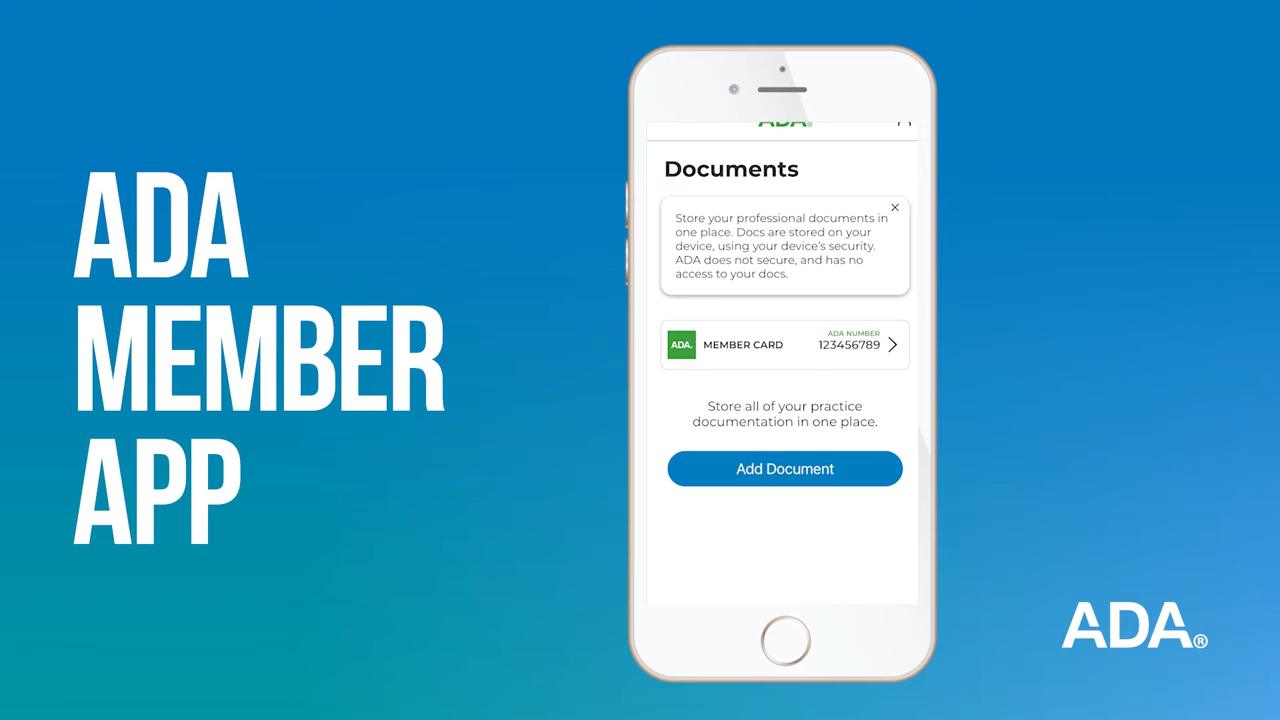 ADA
MEMBER
APP
ADA®
Documents
Store your professional documents in
one place. Docs are stored on your
device, using your device's security.
ADA does not secure, and has no
access to your docs.
ADA.
MEMBER CARD
ADA NUMBER
123456789
Store all of your practice
documentation in one place.
Add Document
ADA®